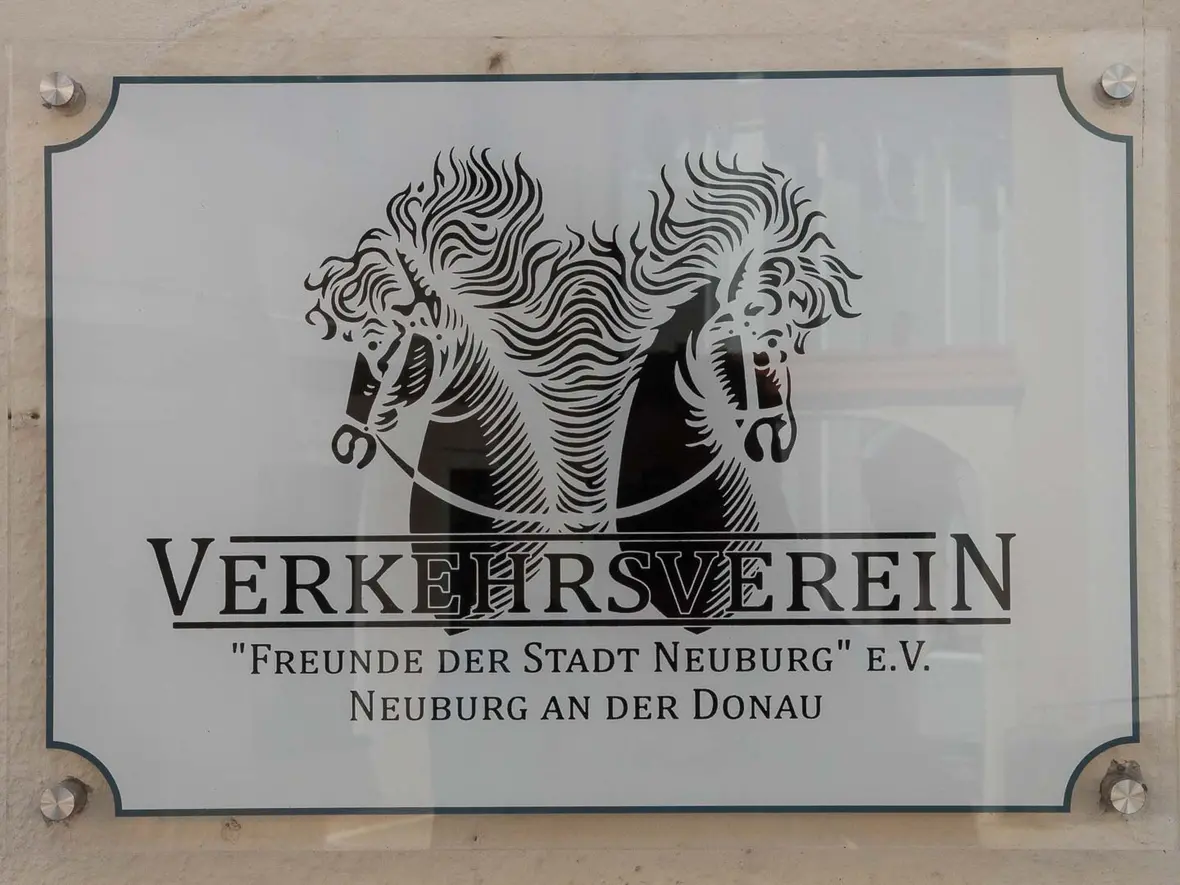 VERKEHRSVEREIN
"FREUNDE DER STADT NEUBURG" E.V.
NEUBURG AN DER DONAU